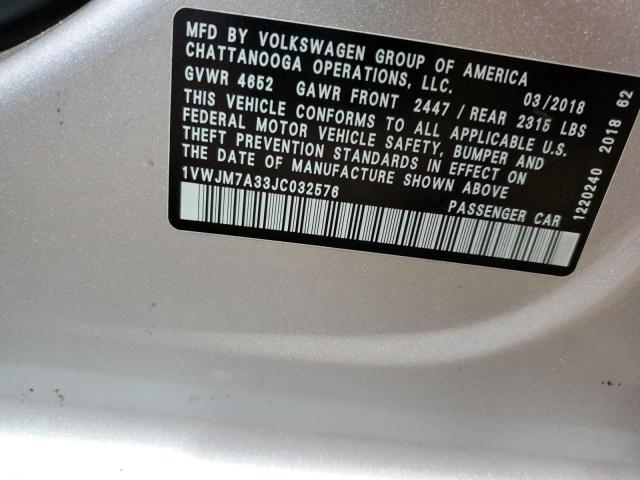 MFD BY VOLKSWAGEN GROUP OF AMERICA
CHATTANOOGA OPERATIONS, LLC.
GVWR 4652 GAWR FRONT 2447 / REAR 2315 LBS
03/2018
THIS VEHICLE CONFORMS TO ALL APPLICABLE U.S.
FEDERAL MOTOR VEHICLE SAFETY, BUMPER AND
THEFT PREVENTION STANDARDS IN EFFECT ON
THE DATE OF MANUFACTURE SHOWN ABOVE
1VWJM7A33JC032576
PASSENGER CAR
1220240 2018 62